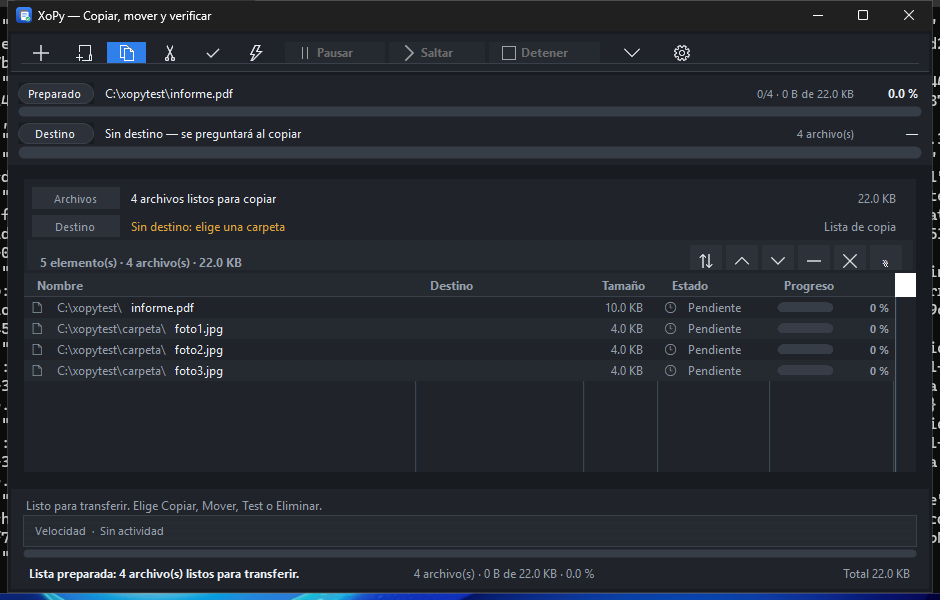 XoPy — Copiar, mover y verificar
Pausar Saltar Detener
Preparado C:\xopytest\informe.pdf 0/4 · 0 B de 22.0 KB 0.0 %
Destino Sin destino — se preguntará al copiar 4 archivo(s) —
Archivos 4 archivos listos para copiar 22.0 KB
Destino Sin destino: elige una carpeta Lista de copia
5 elemento(s) · 4 archivo(s) · 22.0 KB
Nombre Destino Tamaño Estado Progreso
C:\xopytest\ informe.pdf 10.0 KB Pendiente 0 %
C:\xopytest\carpeta\ foto1.jpg 4.0 KB Pendiente 0 %
C:\xopytest\carpeta\ foto2.jpg 4.0 KB Pendiente 0 %
C:\xopytest\carpeta\ foto3.jpg 4.0 KB Pendiente 0 %
Listo para transferir. Elige Copiar, Mover, Test o Eliminar.
Velocidad · Sin actividad
Lista preparada: 4 archivo(s) listos para transferir. 4 archivo(s) · 0 B de 22.0 KB · 0.0 % Total 22.0 KB